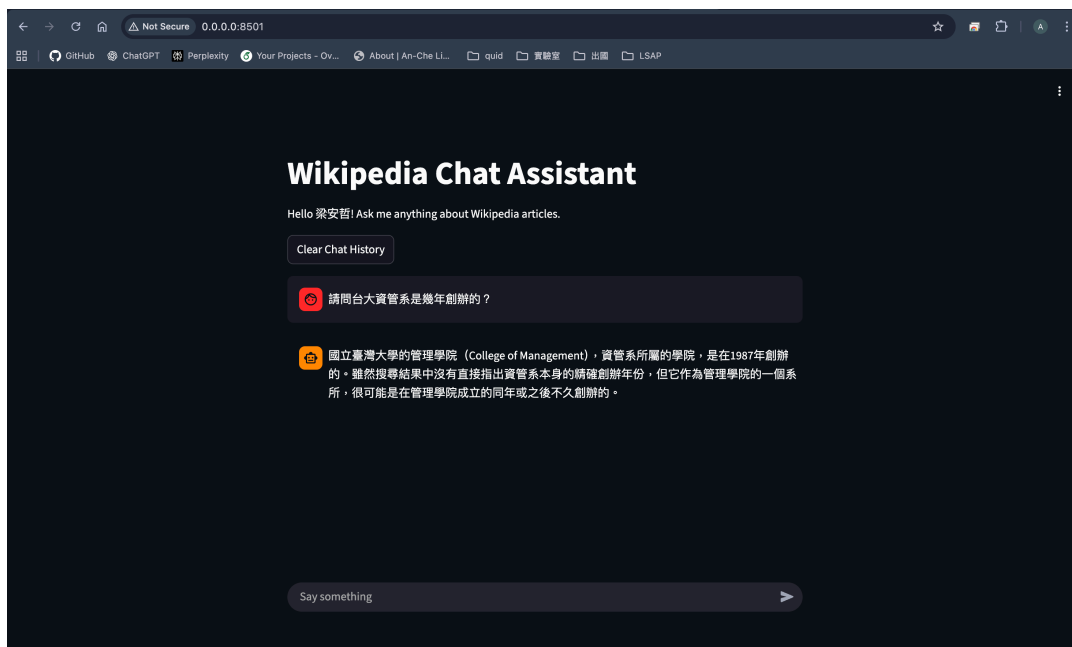 Not Secure 0.0.0.0:8501
GitHub ChatGPT Perplexity Your Projects - Ov... About | An-Che Li... quid 實驗室 出國 LSAP
A
Wikipedia Chat Assistant
Hello 梁安哲! Ask me anything about Wikipedia articles.
Clear Chat History
請問台大資管系是幾年創辦的？
國立臺灣大學的管理學院（College of Management），資管系所屬的學院，是在1987年創辦
的。雖然搜尋結果中沒有直接指出資管系本身的精確創辦年份，但它作為管理學院的一個系
所，很可能是在管理學院成立的同年或之後不久創辦的。
Say something